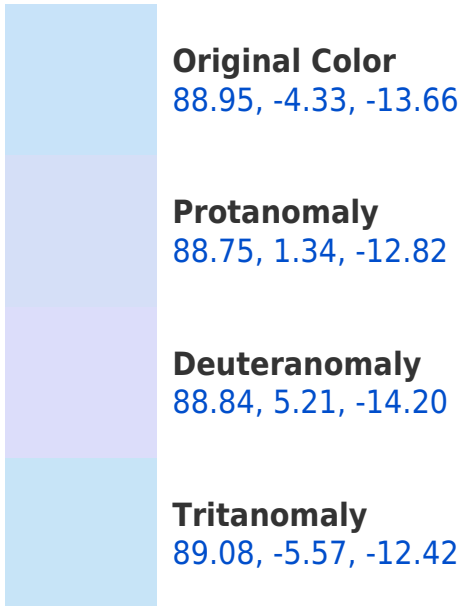 Original Color
88.95, -4.33, -13.66
Protanomaly
88.75, 1.34, -12.82
Deuteranomaly
88.84, 5.21, -14.20
Tritanomaly
89.08, -5.57, -12.42